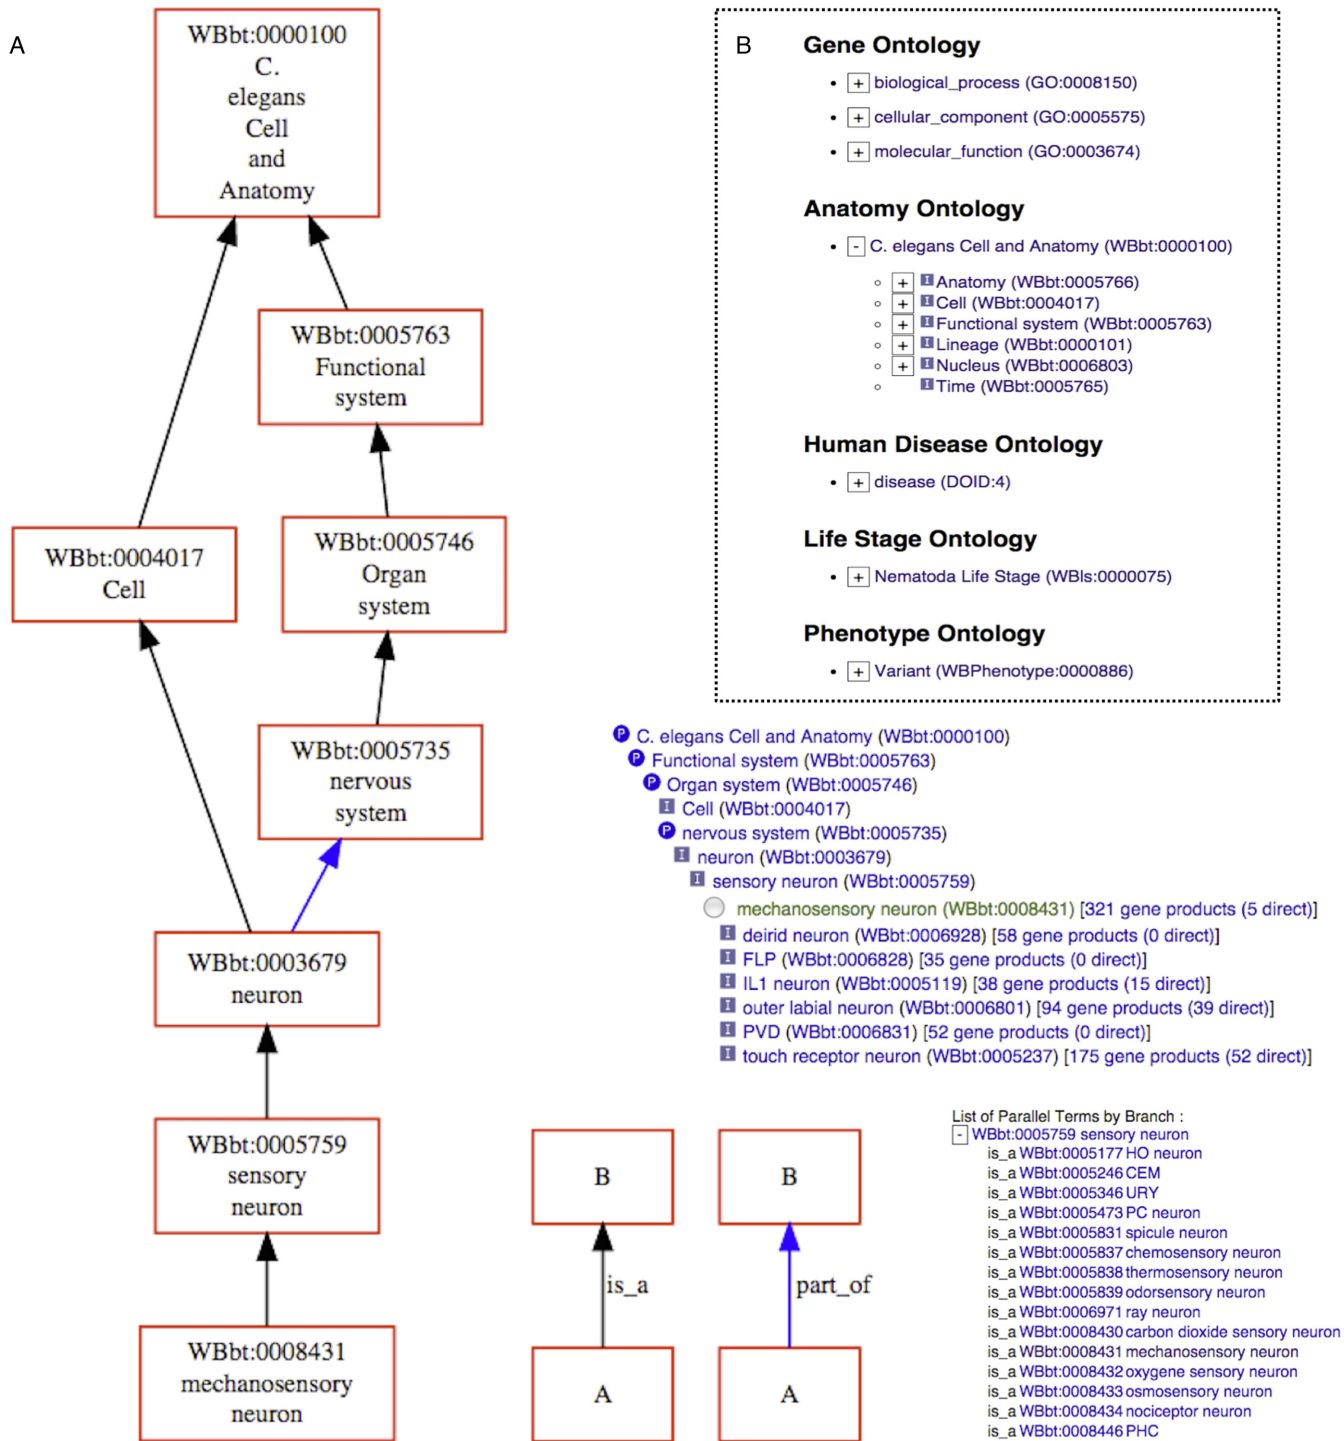 A
WBbt:0000100
C.
elegans
Cell
and
Anatomy
WBbt:0005763
Functional
system
WBbt:0004017
Cell
WBbt:0005746
Organ
system
WBbt:0005735
nervous
system
WBbt:0003679
neuron
WBbt:0005759
sensory
neuron
WBbt:0008431
mechanosensory
neuron
B
Gene Ontology
+ biological_process (GO:0008150)
+ cellular_component (GO:0005575)
+ molecular_function (GO:0003674)
Anatomy Ontology
- C. elegans Cell and Anatomy (WBbt:0000100)
+ I Anatomy (WBbt:0005766)
+ I Cell (WBbt:0004017)
+ I Functional system (WBbt:0005763)
+ I Lineage (WBbt:0000101)
+ I Nucleus (WBbt:0006803)
I Time (WBbt:0005765)
Human Disease Ontology
+ disease (DOID:4)
Life Stage Ontology
+ Nematoda Life Stage (WBls:0000075)
Phenotype Ontology
+ Variant (WBPhenotype:0000886)
P C. elegans Cell and Anatomy (WBbt:0000100)
P Functional system (WBbt:0005763)
P Organ system (WBbt:0005746)
I Cell (WBbt:0004017)
P nervous system (WBbt:0005735)
I neuron (WBbt:0003679)
I sensory neuron (WBbt:0005759)
mechanosensory neuron (WBbt:0008431) [321 gene products (5 direct)]
I deirid neuron (WBbt:0006928) [58 gene products (0 direct)]
I FLP (WBbt:0006828) [35 gene products (0 direct)]
I IL1 neuron (WBbt:0005119) [38 gene products (15 direct)]
I outer labial neuron (WBbt:0006801) [94 gene products (39 direct)]
I PVD (WBbt:0006831) [52 gene products (0 direct)]
I touch receptor neuron (WBbt:0005237) [175 gene products (52 direct)]
B
is_a
A
B
part_of
A
List of Parallel Terms by Branch :
- WBbt:0005759 sensory neuron
is_a WBbt:0005177 HO neuron
is_a WBbt:0005246 CEM
is_a WBbt:0005346 URY
is_a WBbt:0005473 PC neuron
is_a WBbt:0005831 spicule neuron
is_a WBbt:0005837 chemosensory neuron
is_a WBbt:0005838 thermosensory neuron
is_a WBbt:0005839 odorsensory neuron
is_a WBbt:0006971 ray neuron
is_a WBbt:0008430 carbon dioxide sensory neuron
is_a WBbt:0008431 mechanosensory neuron
is_a WBbt:0008432 oxygene sensory neuron
is_a WBbt:0008433 osmosensory neuron
is_a WBbt:0008434 nociceptor neuron
is_a WBbt:0008446 PHC